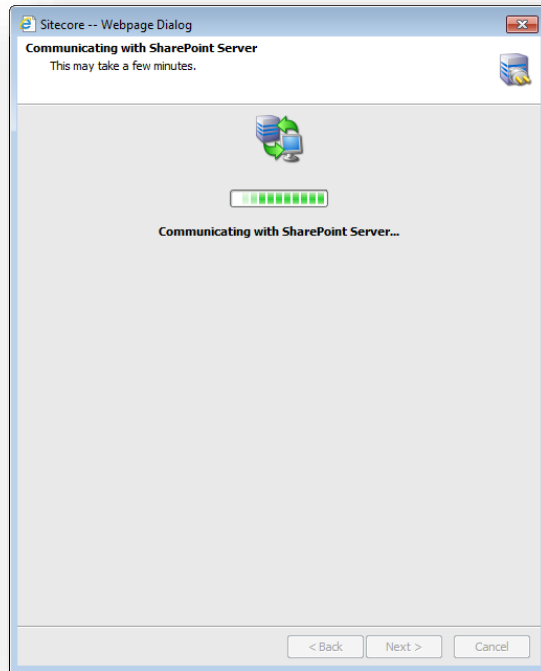 Sitecore -- Webpage Dialog
Communicating with SharePoint Server
This may take a few minutes.
Communicating with SharePoint Server...
< Back Next > Cancel